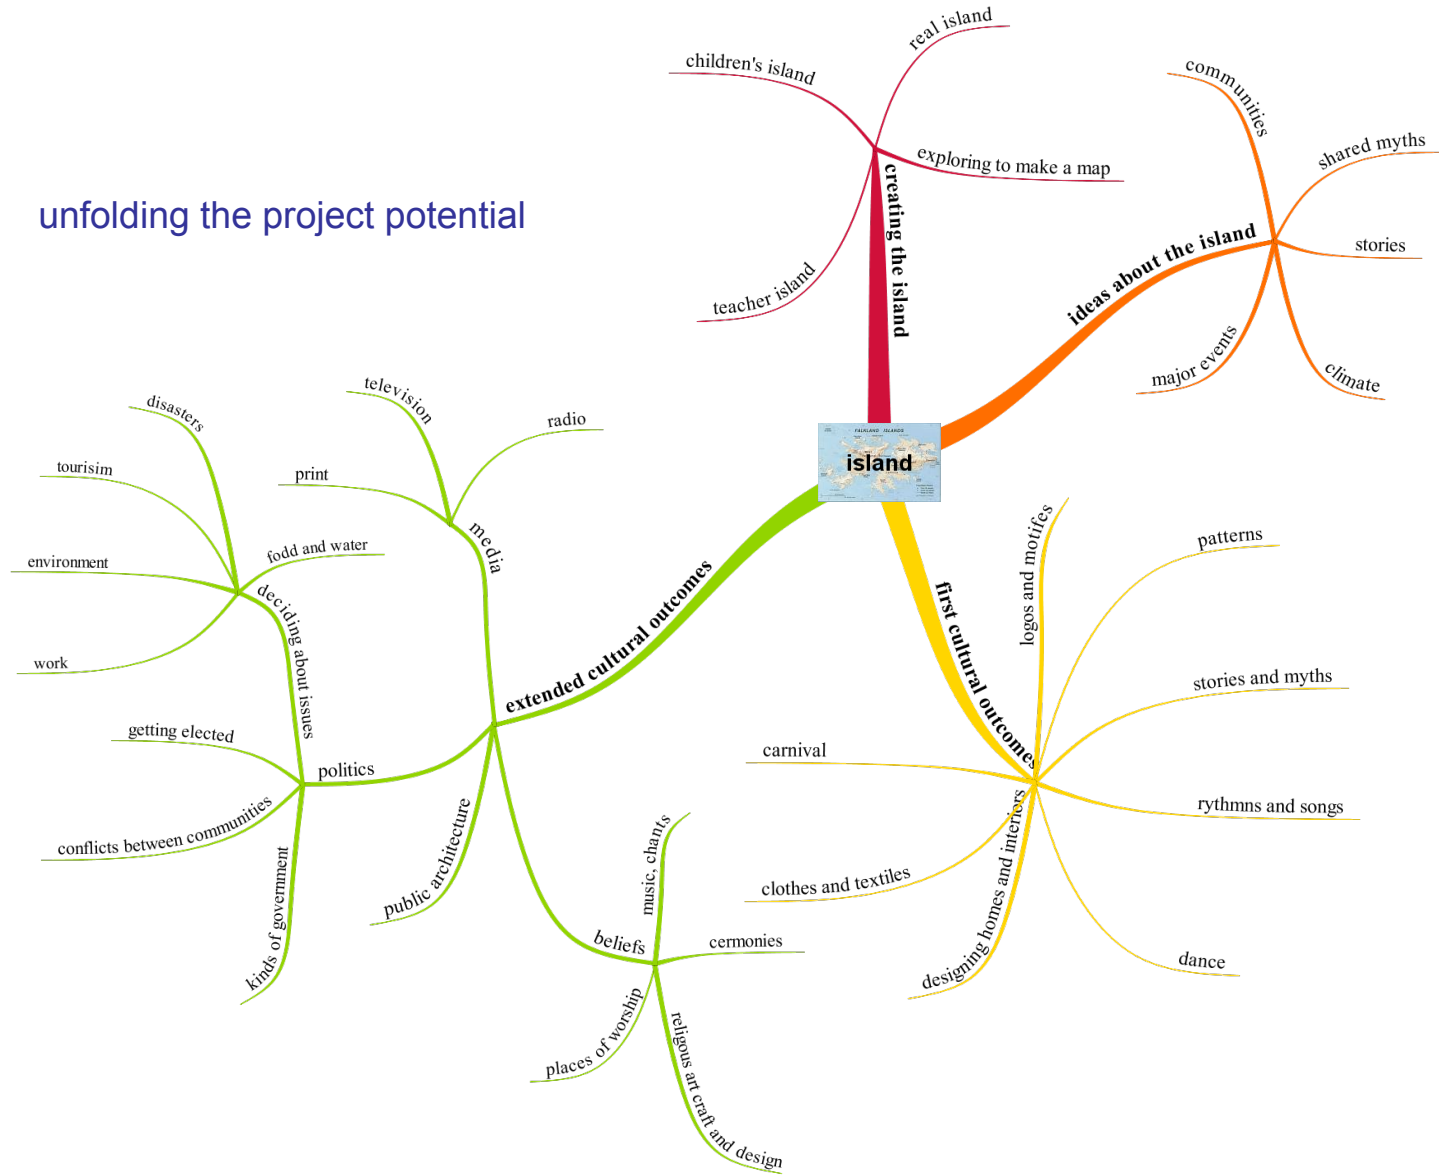 unfolding the project potential
island
FALKLAND ISLANDS
creating the island
children's island
real island
exploring to make a map
teacher island
ideas about the island
communities
shared myths
stories
climate
major events
first cultural outcomes
logos and motifes
patterns
stories and myths
rythmns and songs
dance
designing homes and interiors
clothes and textiles
carnival
extended cultural outcomes
media
television
radio
print
politics
deciding about issues
disasters
tourisim
environment
fodd and water
work
getting elected
conflicts between communities
kinds of government
public architecture
beliefs
music, chants
cermonies
places of worship
religous art craft and design